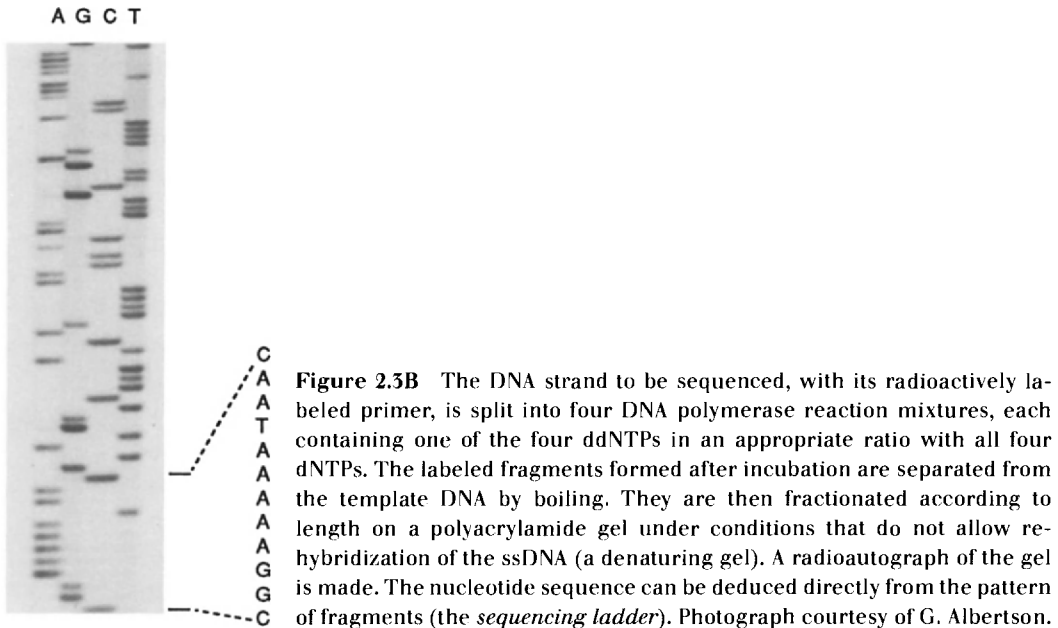 A G C T
C
A
A
T
A
A
A
A
G
G
C
Figure 2.3B The DNA strand to be sequenced, with its radioactively la-
beled primer, is split into four DNA polymerase reaction mixtures, each
containing one of the four ddNTPs in an appropriate ratio with all four
dNTPs. The labeled fragments formed after incubation are separated from
the template DNA by boiling. They are then fractionated according to
length on a polyacrylamide gel under conditions that do not allow re-
hybridization of the ssDNA (a denaturing gel). A radioautograph of the gel
is made. The nucleotide sequence can be deduced directly from the pattern
of fragments (the sequencing ladder). Photograph courtesy of G. Albertson.